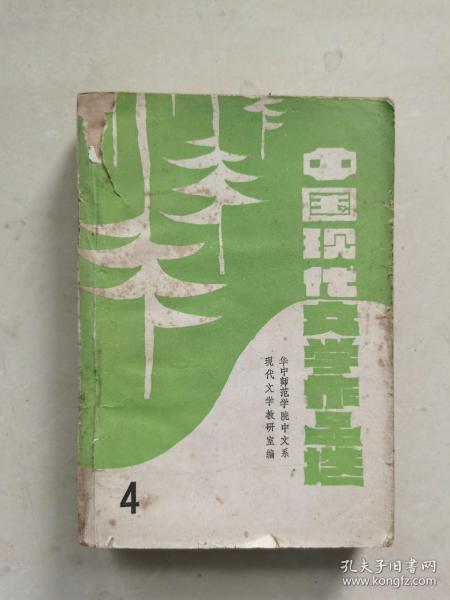 中国现代文学作品选
华中师范学院中文系
现代文学教研室编
4
孔夫子旧书网
www.kongfz.com